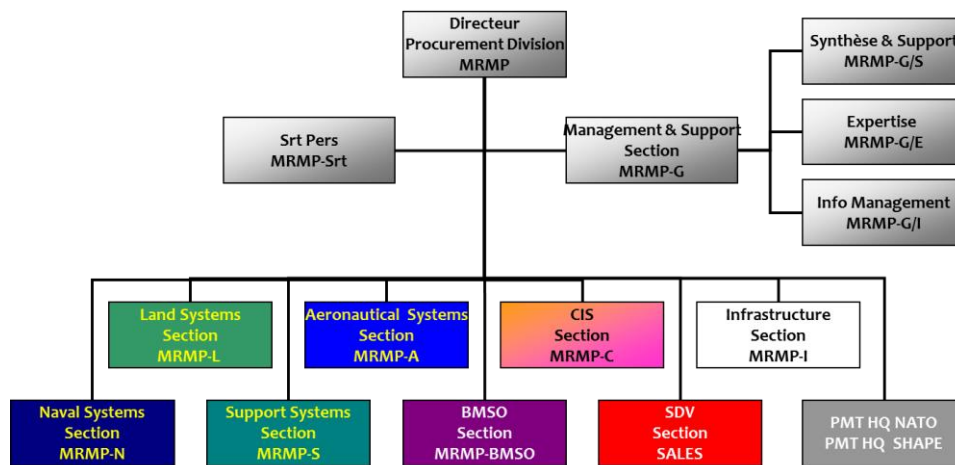 Directeur
Procurement Division
MRMP
Synthèse & Support
MRMP-G/S
Srt Pers
MRMP-Srt
Management & Support
Section
MRMP-G
Expertise
MRMP-G/E
Info Management
MRMP-G/I
Land Systems
Section
MRMP-L
Aeronautical Systems
Section
MRMP-A
CIS
Section
MRMP-C
Infrastructure
Section
MRMP-I
Naval Systems
Section
MRMP-N
Support Systems
Section
MRMP-S
BMSO
Section
MRMP-BMSO
SDV
Section
SALES
PMT HQ NATO
PMT HQ SHAPE